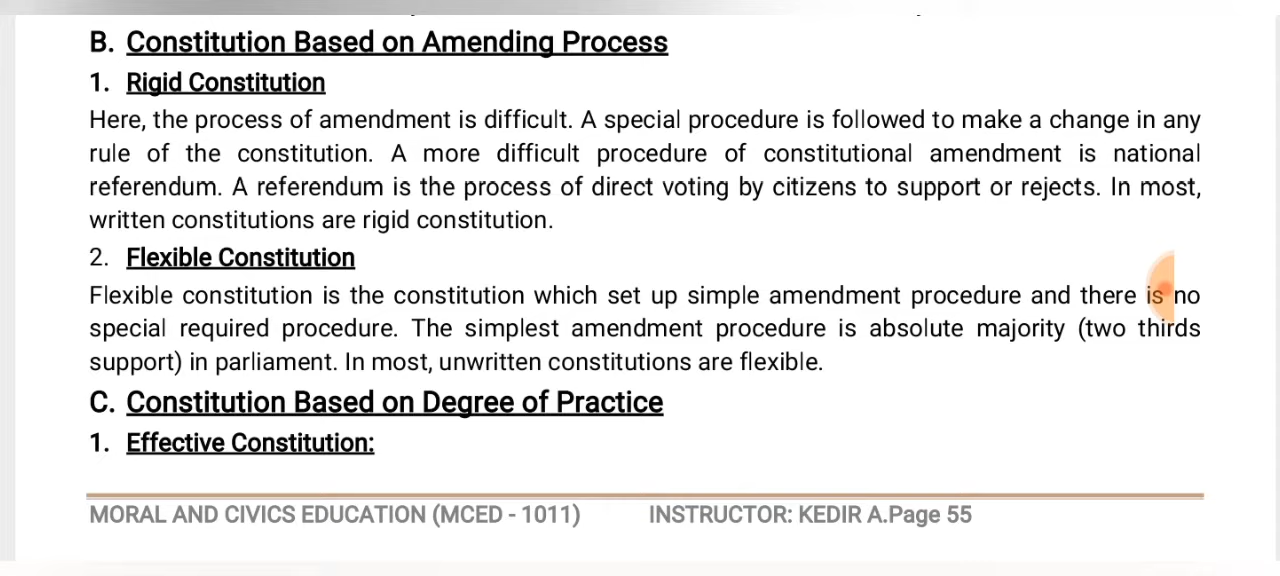 B. Constitution Based on Amending Process
1. Rigid Constitution
Here, the process of amendment is difficult. A special procedure is followed to make a change in any
rule of the constitution. A more difficult procedure of constitutional amendment is national
referendum. A referendum is the process of direct voting by citizens to support or rejects. In most,
written constitutions are rigid constitution.
2. Flexible Constitution
Flexible constitution is the constitution which set up simple amendment procedure and there is no
special required procedure. The simplest amendment procedure is absolute majority (two thirds
support) in parliament. In most, unwritten constitutions are flexible.
C. Constitution Based on Degree of Practice
1. Effective Constitution:
MORAL AND CIVICS EDUCATION (MCED - 1011) INSTRUCTOR: KEDIR A.Page 55